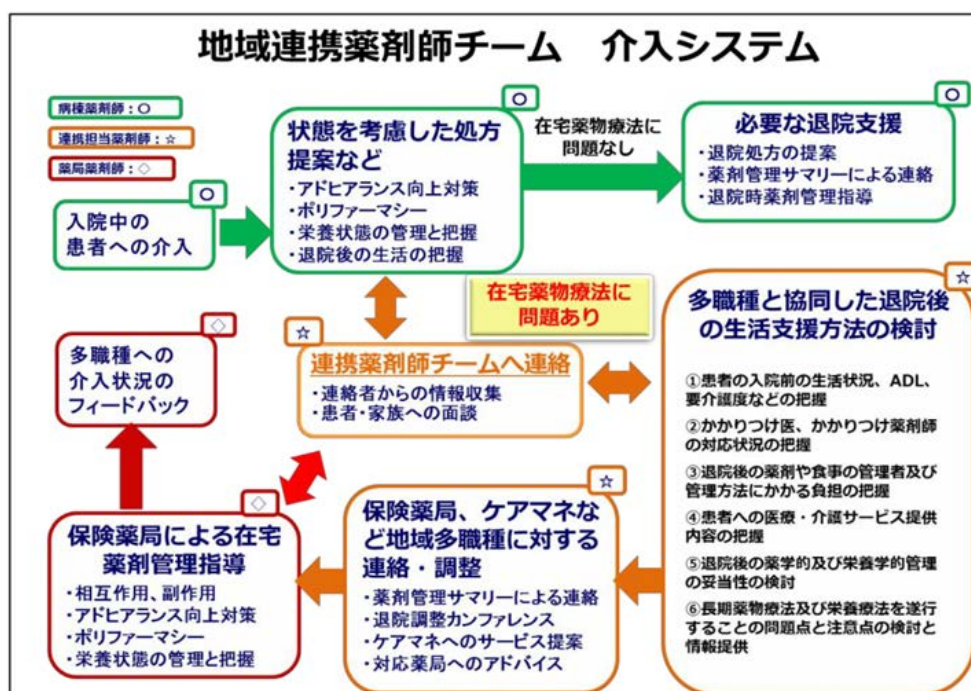 地域連携薬剤師チーム　介入システム
病棟薬剤師：○
連携担当薬剤師：☆
薬局薬剤師：◇
○
入院中の
患者への介入
○
状態を考慮した処方
提案など
・アドヒアランス向上対策
・ポリファーマシー
・栄養状態の管理と把握
・退院後の生活の把握
在宅薬物療法に
問題なし
○
必要な退院支援
・退院処方の提案
・薬剤管理サマリーによる連絡
・退院時薬剤管理指導
在宅薬物療法に
問題あり
☆
連携薬剤師チームへ連絡
・連絡者からの情報収集
・患者・家族への面談
☆
多職種と協同した退院後
の生活支援方法の検討
①患者の入院前の生活状況、ADL、
要介護度などの把握
②かかりつけ医、かかりつけ薬剤師
の対応状況の把握
③退院後の薬剤や食事の管理者及び
管理方法にかかる負担の把握
④患者への医療・介護サービス提供
内容の把握
⑤退院後の薬学的及び栄養学的管理
の妥当性の検討
⑥長期薬物療法及び栄養療法を遂行
することの問題点と注意点の検討と
情報提供
☆
保険薬局、ケアマネな
ど地域多職種に対する
連絡・調整
・薬剤管理サマリーによる連絡
・退院調整カンファレンス
・ケアマネへのサービス提案
・対応薬局へのアドバイス
◇
保険薬局による在宅
薬剤管理指導
・相互作用、副作用
・アドヒアランス向上対策
・ポリファーマシー
・栄養状態の管理と把握
◇
多職種への
介入状況の
フィードバック